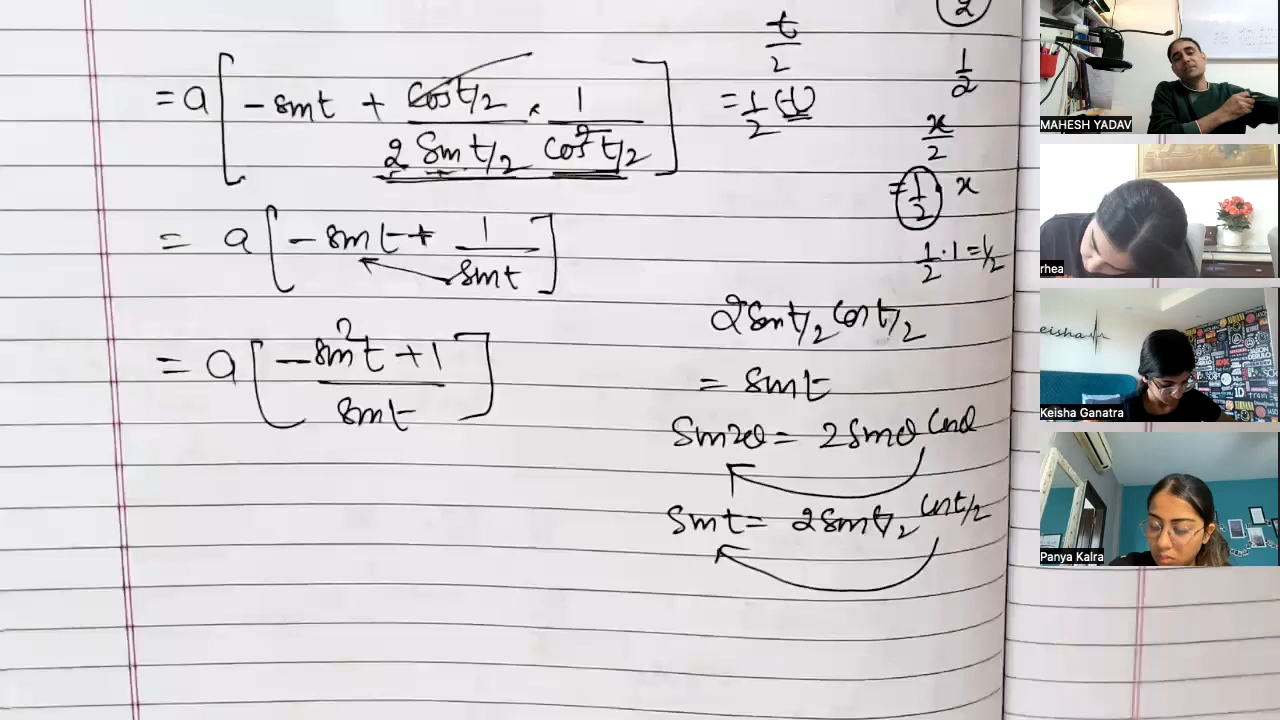 = a [ - sin t + cos t/2 / 2 sin t/2 × 1 / cos² t/2 ]
= a [ - sin t + 1 / sin t ]
= a [ - sin² t + 1 / sin t ]
t/2
= 1/2 (t)
2
1/2
x/2
= 1/2 x
1/2 · 1 = 1/2
2 sin t/2 cos t/2
= sin t
sin 2θ = 2 sin θ cos θ
sin t = 2 sin t/2 cos t/2
MAHESH YADAV
rhea
keisha
Keisha Ganatra
Panya Kalra